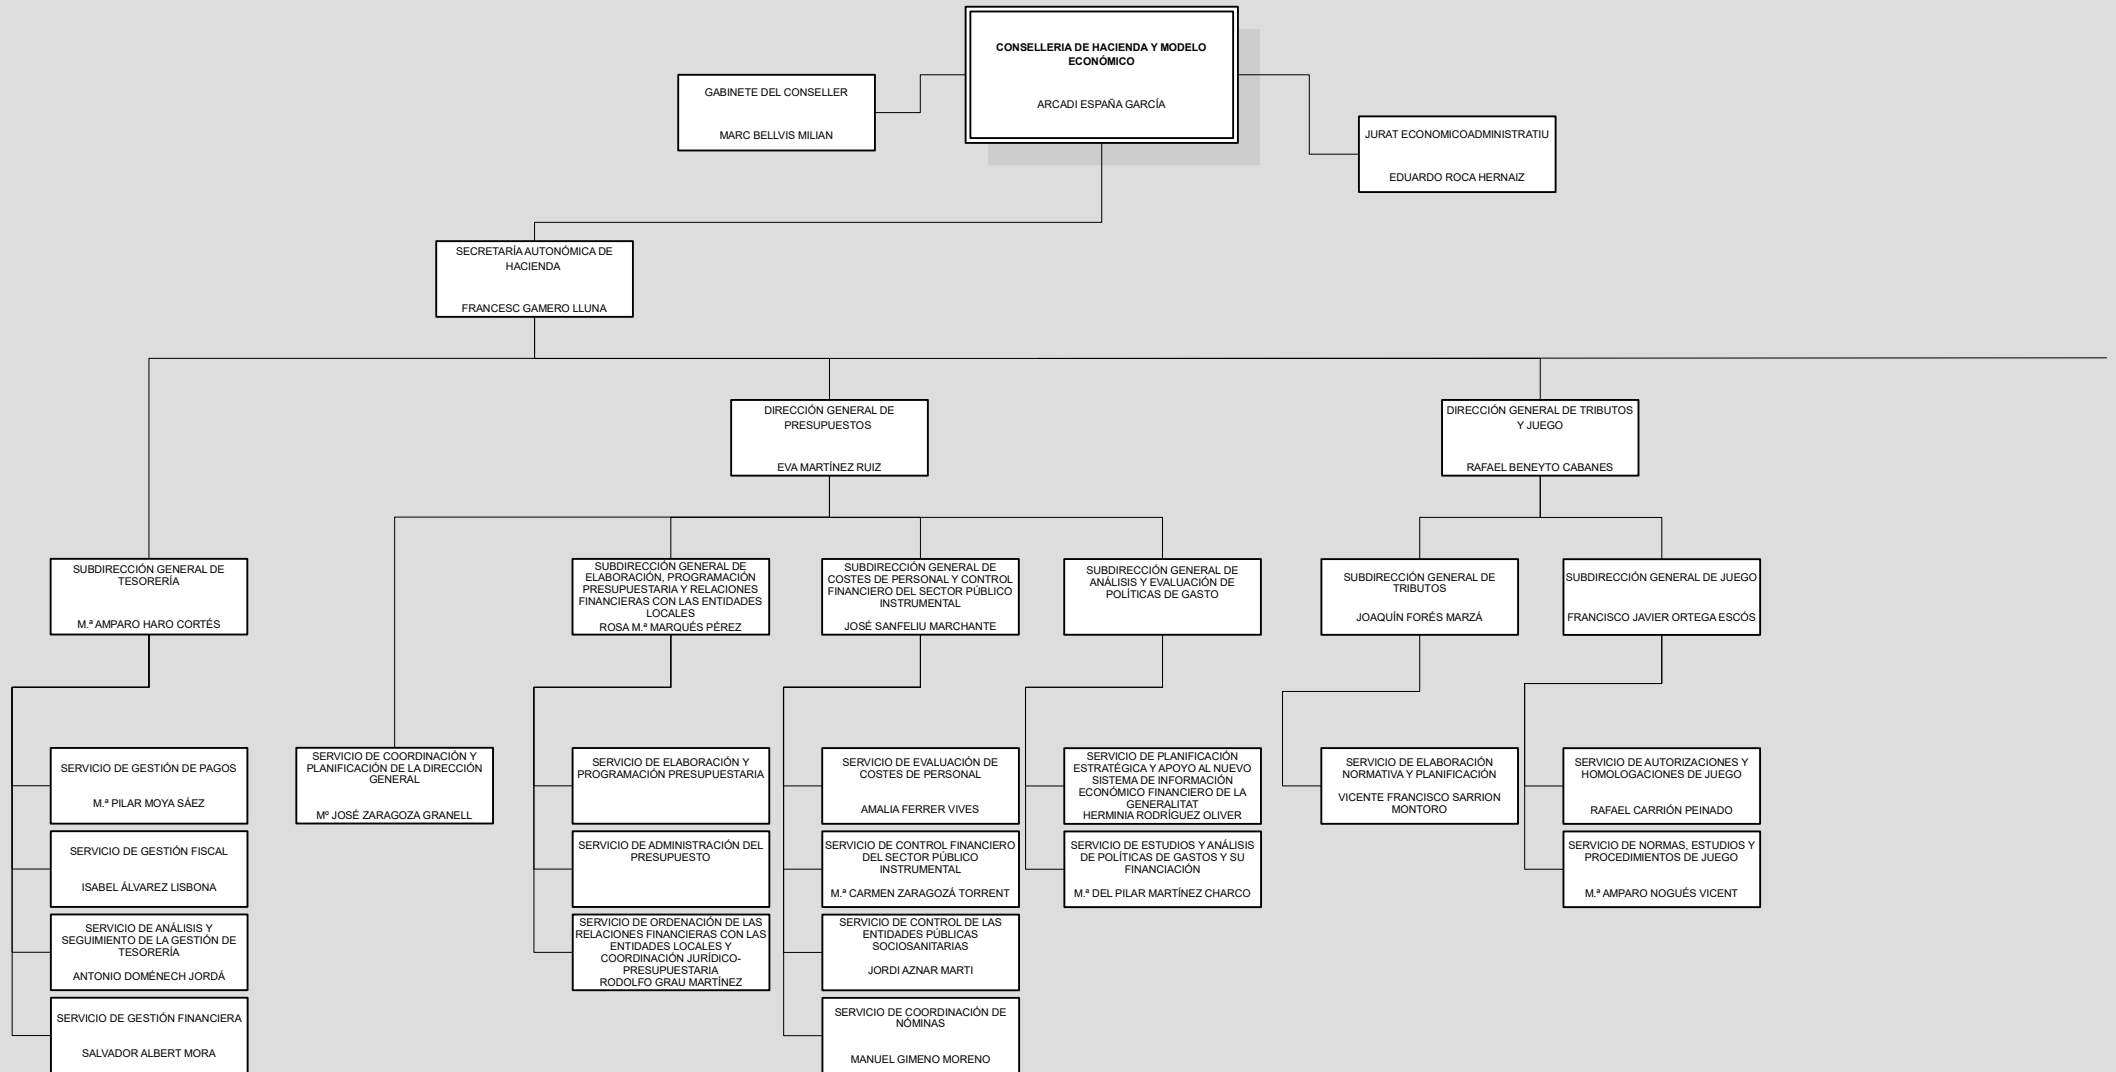 CONSELLERIA DE HACIENDA Y MODELO
ECONÓMICO
ARCADI ESPAÑA GARCÍA
GABINETE DEL CONSELLER
MARC BELLVIS MILIAN
JURAT ECONOMICOADMINISTRATIU
EDUARDO ROCA HERNAIZ
SECRETARÍA AUTONÓMICA DE
HACIENDA
FRANCESC GAMERO LLUNA
DIRECCIÓN GENERAL DE
PRESUPUESTOS
EVA MARTÍNEZ RUIZ
DIRECCIÓN GENERAL DE TRIBUTOS
Y JUEGO
RAFAEL BENEYTO CABANES
SUBDIRECCIÓN GENERAL DE
TESORERÍA
M.ª AMPARO HARO CORTÉS
SUBDIRECCIÓN GENERAL DE
ELABORACIÓN, PROGRAMACIÓN
PRESUPUESTARIA Y RELACIONES
FINANCIERAS CON LAS ENTIDADES
LOCALES
ROSA M.ª MARQUÉS PÉREZ
SUBDIRECCIÓN GENERAL DE
COSTES DE PERSONAL Y CONTROL
FINANCIERO DEL SECTOR PÚBLICO
INSTRUMENTAL
JOSÉ SANFELIU MARCHANTE
SUBDIRECCIÓN GENERAL DE
ANÁLISIS Y EVALUACIÓN DE
POLÍTICAS DE GASTO
SUBDIRECCIÓN GENERAL DE
TRIBUTOS
JOAQUÍN FORÉS MARZÁ
SUBDIRECCIÓN GENERAL DE JUEGO
FRANCISCO JAVIER ORTEGA ESCÓS
SERVICIO DE GESTIÓN DE PAGOS
M.ª PILAR MOYA SÁEZ
SERVICIO DE COORDINACIÓN Y
PLANIFICACIÓN DE LA DIRECCIÓN
GENERAL
Mº JOSÉ ZARAGOZA GRANELL
SERVICIO DE ELABORACIÓN Y
PROGRAMACIÓN PRESUPUESTARIA
SERVICIO DE EVALUACIÓN DE
COSTES DE PERSONAL
AMALIA FERRER VIVES
SERVICIO DE PLANIFICACIÓN
ESTRATÉGICA Y APOYO AL NUEVO
SISTEMA DE INFORMACIÓN
ECONÓMICO FINANCIERO DE LA
GENERALITAT
HERMINIA RODRÍGUEZ OLIVER
SERVICIO DE ELABORACIÓN
NORMATIVA Y PLANIFICACIÓN
VICENTE FRANCISCO SARRION
MONTORO
SERVICIO DE AUTORIZACIONES Y
HOMOLOGACIONES DE JUEGO
RAFAEL CARRIÓN PEINADO
SERVICIO DE GESTIÓN FISCAL
ISABEL ÁLVAREZ LISBONA
SERVICIO DE ADMINISTRACIÓN DEL
PRESUPUESTO
SERVICIO DE CONTROL FINANCIERO
DEL SECTOR PÚBLICO
INSTRUMENTAL
M.ª CARMEN ZARAGOZÁ TORRENT
SERVICIO DE ESTUDIOS Y ANÁLISIS
DE POLÍTICAS DE GASTOS Y SU
FINANCIACIÓN
M.ª DEL PILAR MARTÍNEZ CHARCO
SERVICIO DE NORMAS, ESTUDIOS Y
PROCEDIMIENTOS DE JUEGO
M.ª AMPARO NOGUÉS VICENT
SERVICIO DE ANÁLISIS Y
SEGUIMIENTO DE LA GESTIÓN DE
TESORERÍA
ANTONIO DOMÉNECH JORDÁ
SERVICIO DE ORDENACIÓN DE LAS
RELACIONES FINANCIERAS CON LAS
ENTIDADES LOCALES Y
COORDINACIÓN JURÍDICO-
PRESUPUESTARIA
RODOLFO GRAU MARTÍNEZ
SERVICIO DE CONTROL DE LAS
ENTIDADES PÚBLICAS
SOCIOSANITARIAS
JORDI AZNAR MARTI
SERVICIO DE GESTIÓN FINANCIERA
SALVADOR ALBERT MORA
SERVICIO DE COORDINACIÓN DE
NÓMINAS
MANUEL GIMENO MORENO